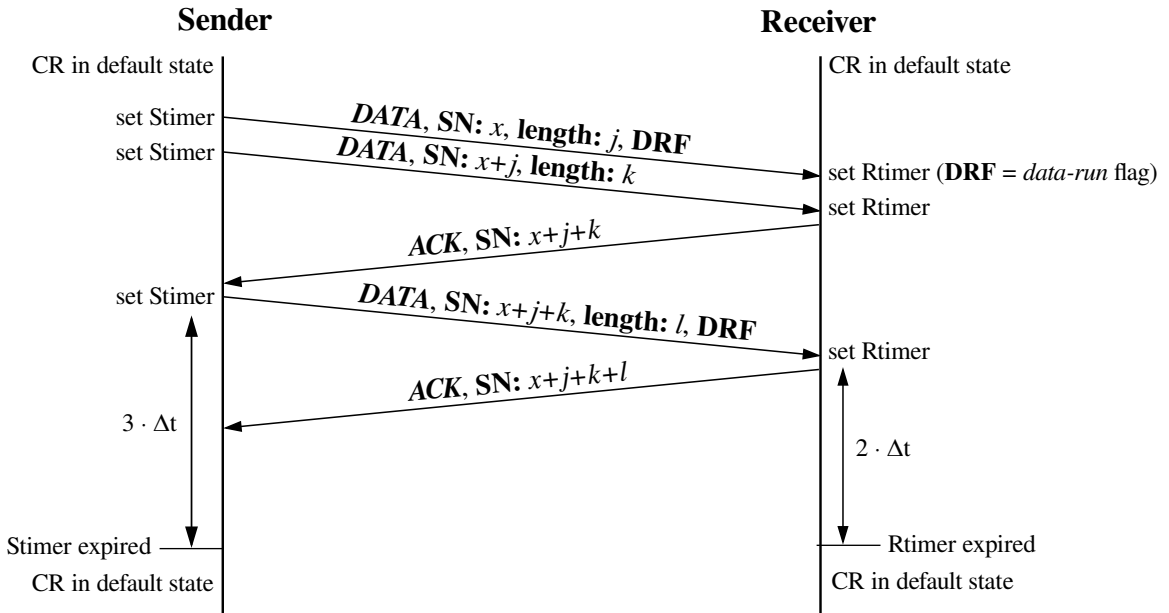 Sender
Receiver
CR in default state
CR in default state
set Stimer
DATA, SN: x, length: j, DRF
set Stimer
DATA, SN: x+j, length: k
set Rtimer (DRF = data-run flag)
set Rtimer
ACK, SN: x+j+k
set Stimer
DATA, SN: x+j+k, length: l, DRF
set Rtimer
ACK, SN: x+j+k+l
3 · Δt
2 · Δt
Stimer expired
Rtimer expired
CR in default state
CR in default state